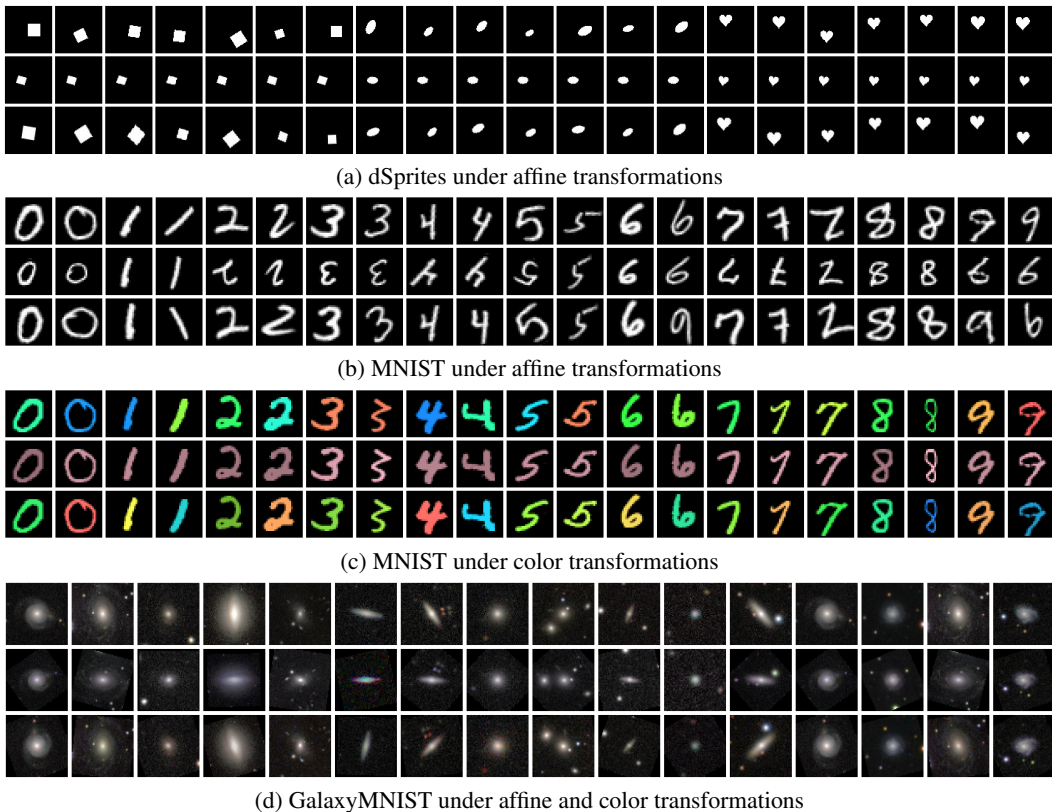 (a) dSprites under affine transformations
(b) MNIST under affine transformations
(c) MNIST under color transformations
(d) GalaxyMNIST under affine and color transformations